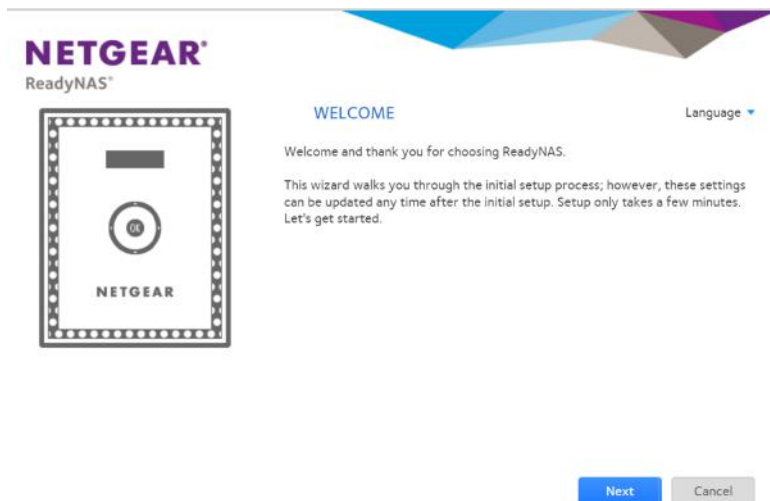 NETGEAR®
ReadyNAS®
WELCOME
Language
Welcome and thank you for choosing ReadyNAS.
This wizard walks you through the initial setup process; however, these settings
can be updated any time after the initial setup. Setup only takes a few minutes.
Let's get started.
OK
NETGEAR
Next
Cancel